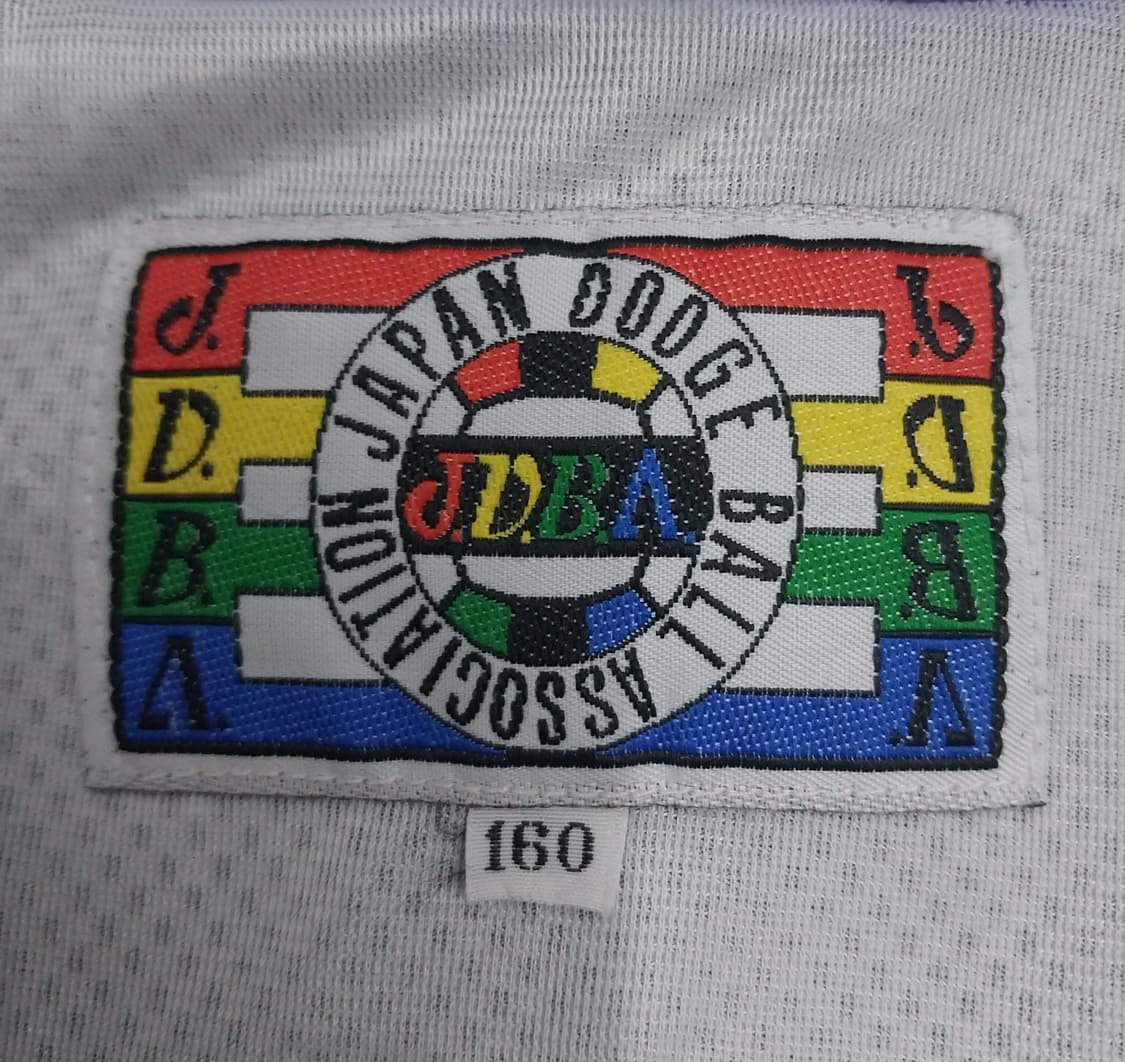 J.
D.
B.
A.
JAPAN DODGE BALL ASSOCIATION
J.D.B.A.
J.
D.
B.
A.
160